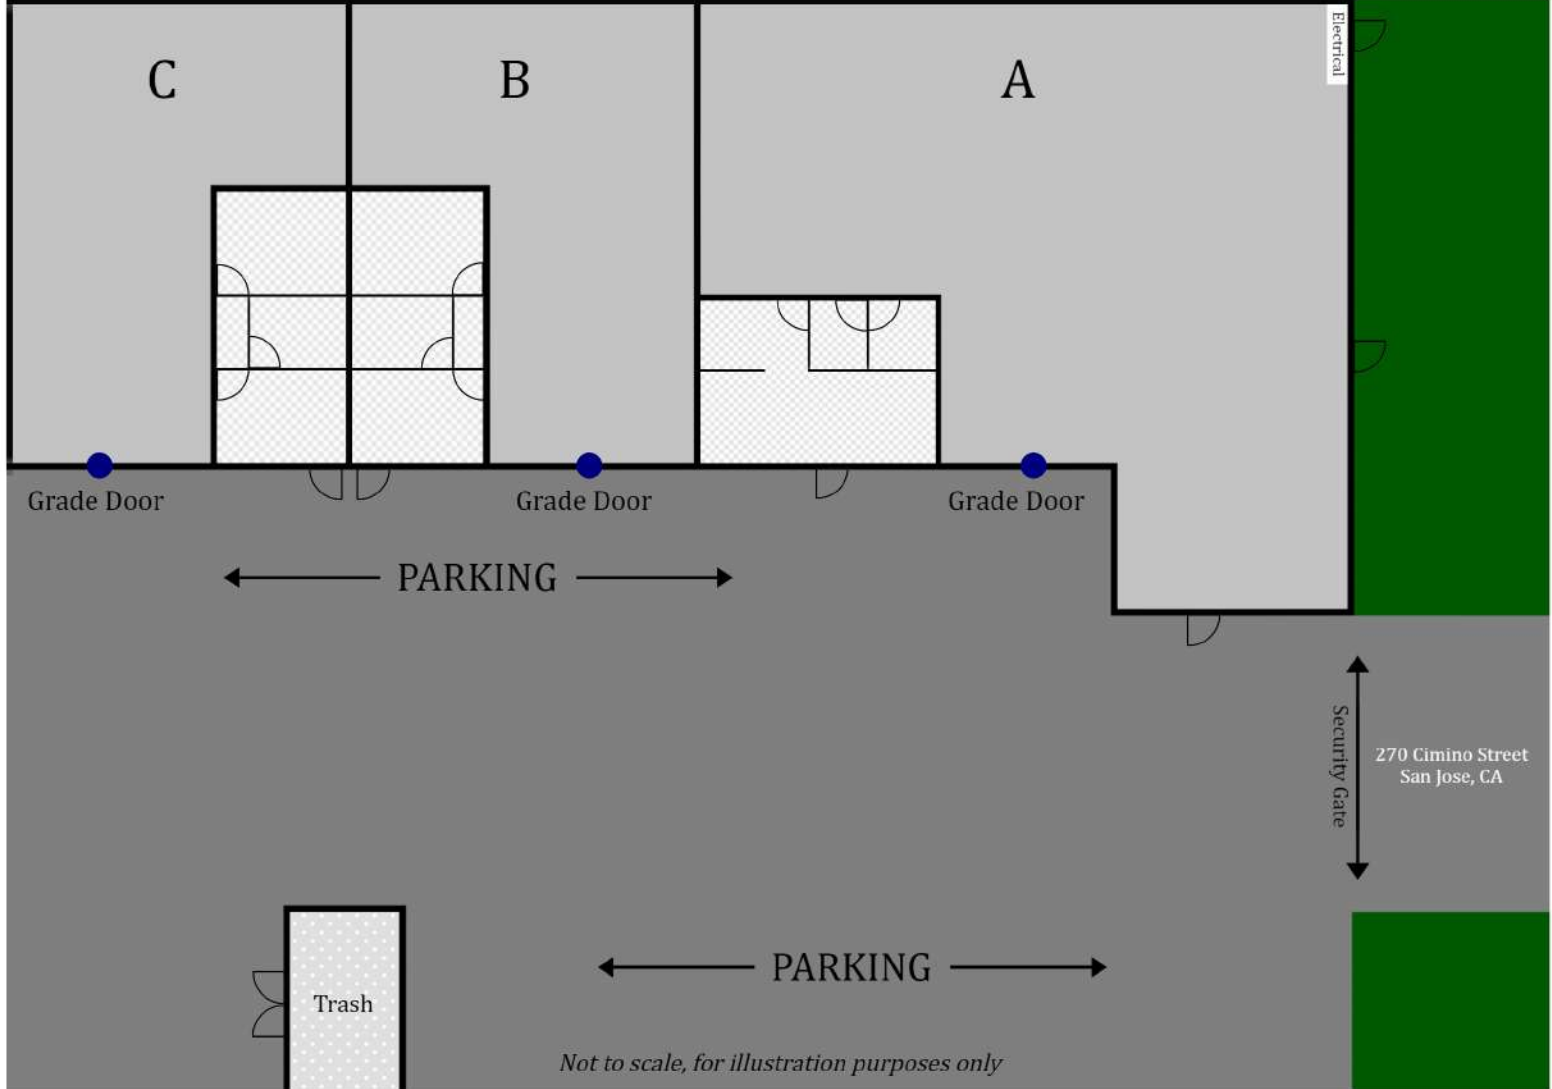 C
B
A
Electrical
Grade Door
Grade Door
Grade Door
PARKING
Security Gate
270 Cimino Street
San Jose, CA
PARKING
Trash
Not to scale, for illustration purposes only